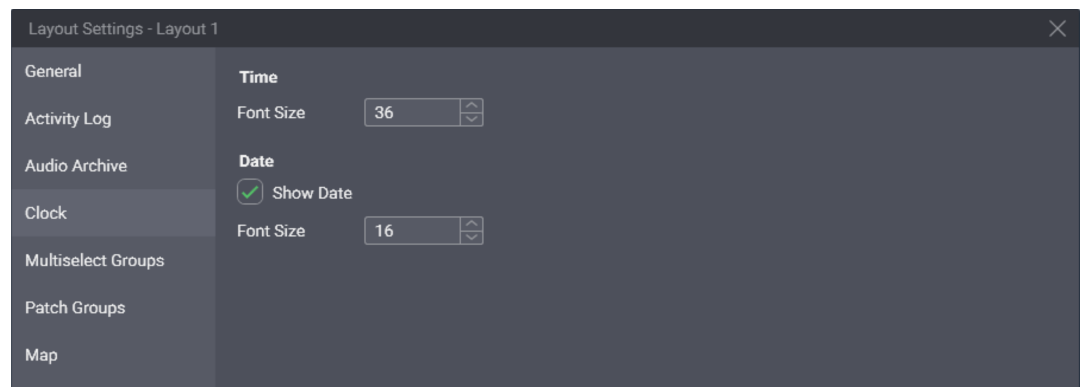 Layout Settings - Layout 1
General
Activity Log
Audio Archive
Clock
Multiselect Groups
Patch Groups
Map
Time
Font Size 36
Date
Show Date
Font Size 16